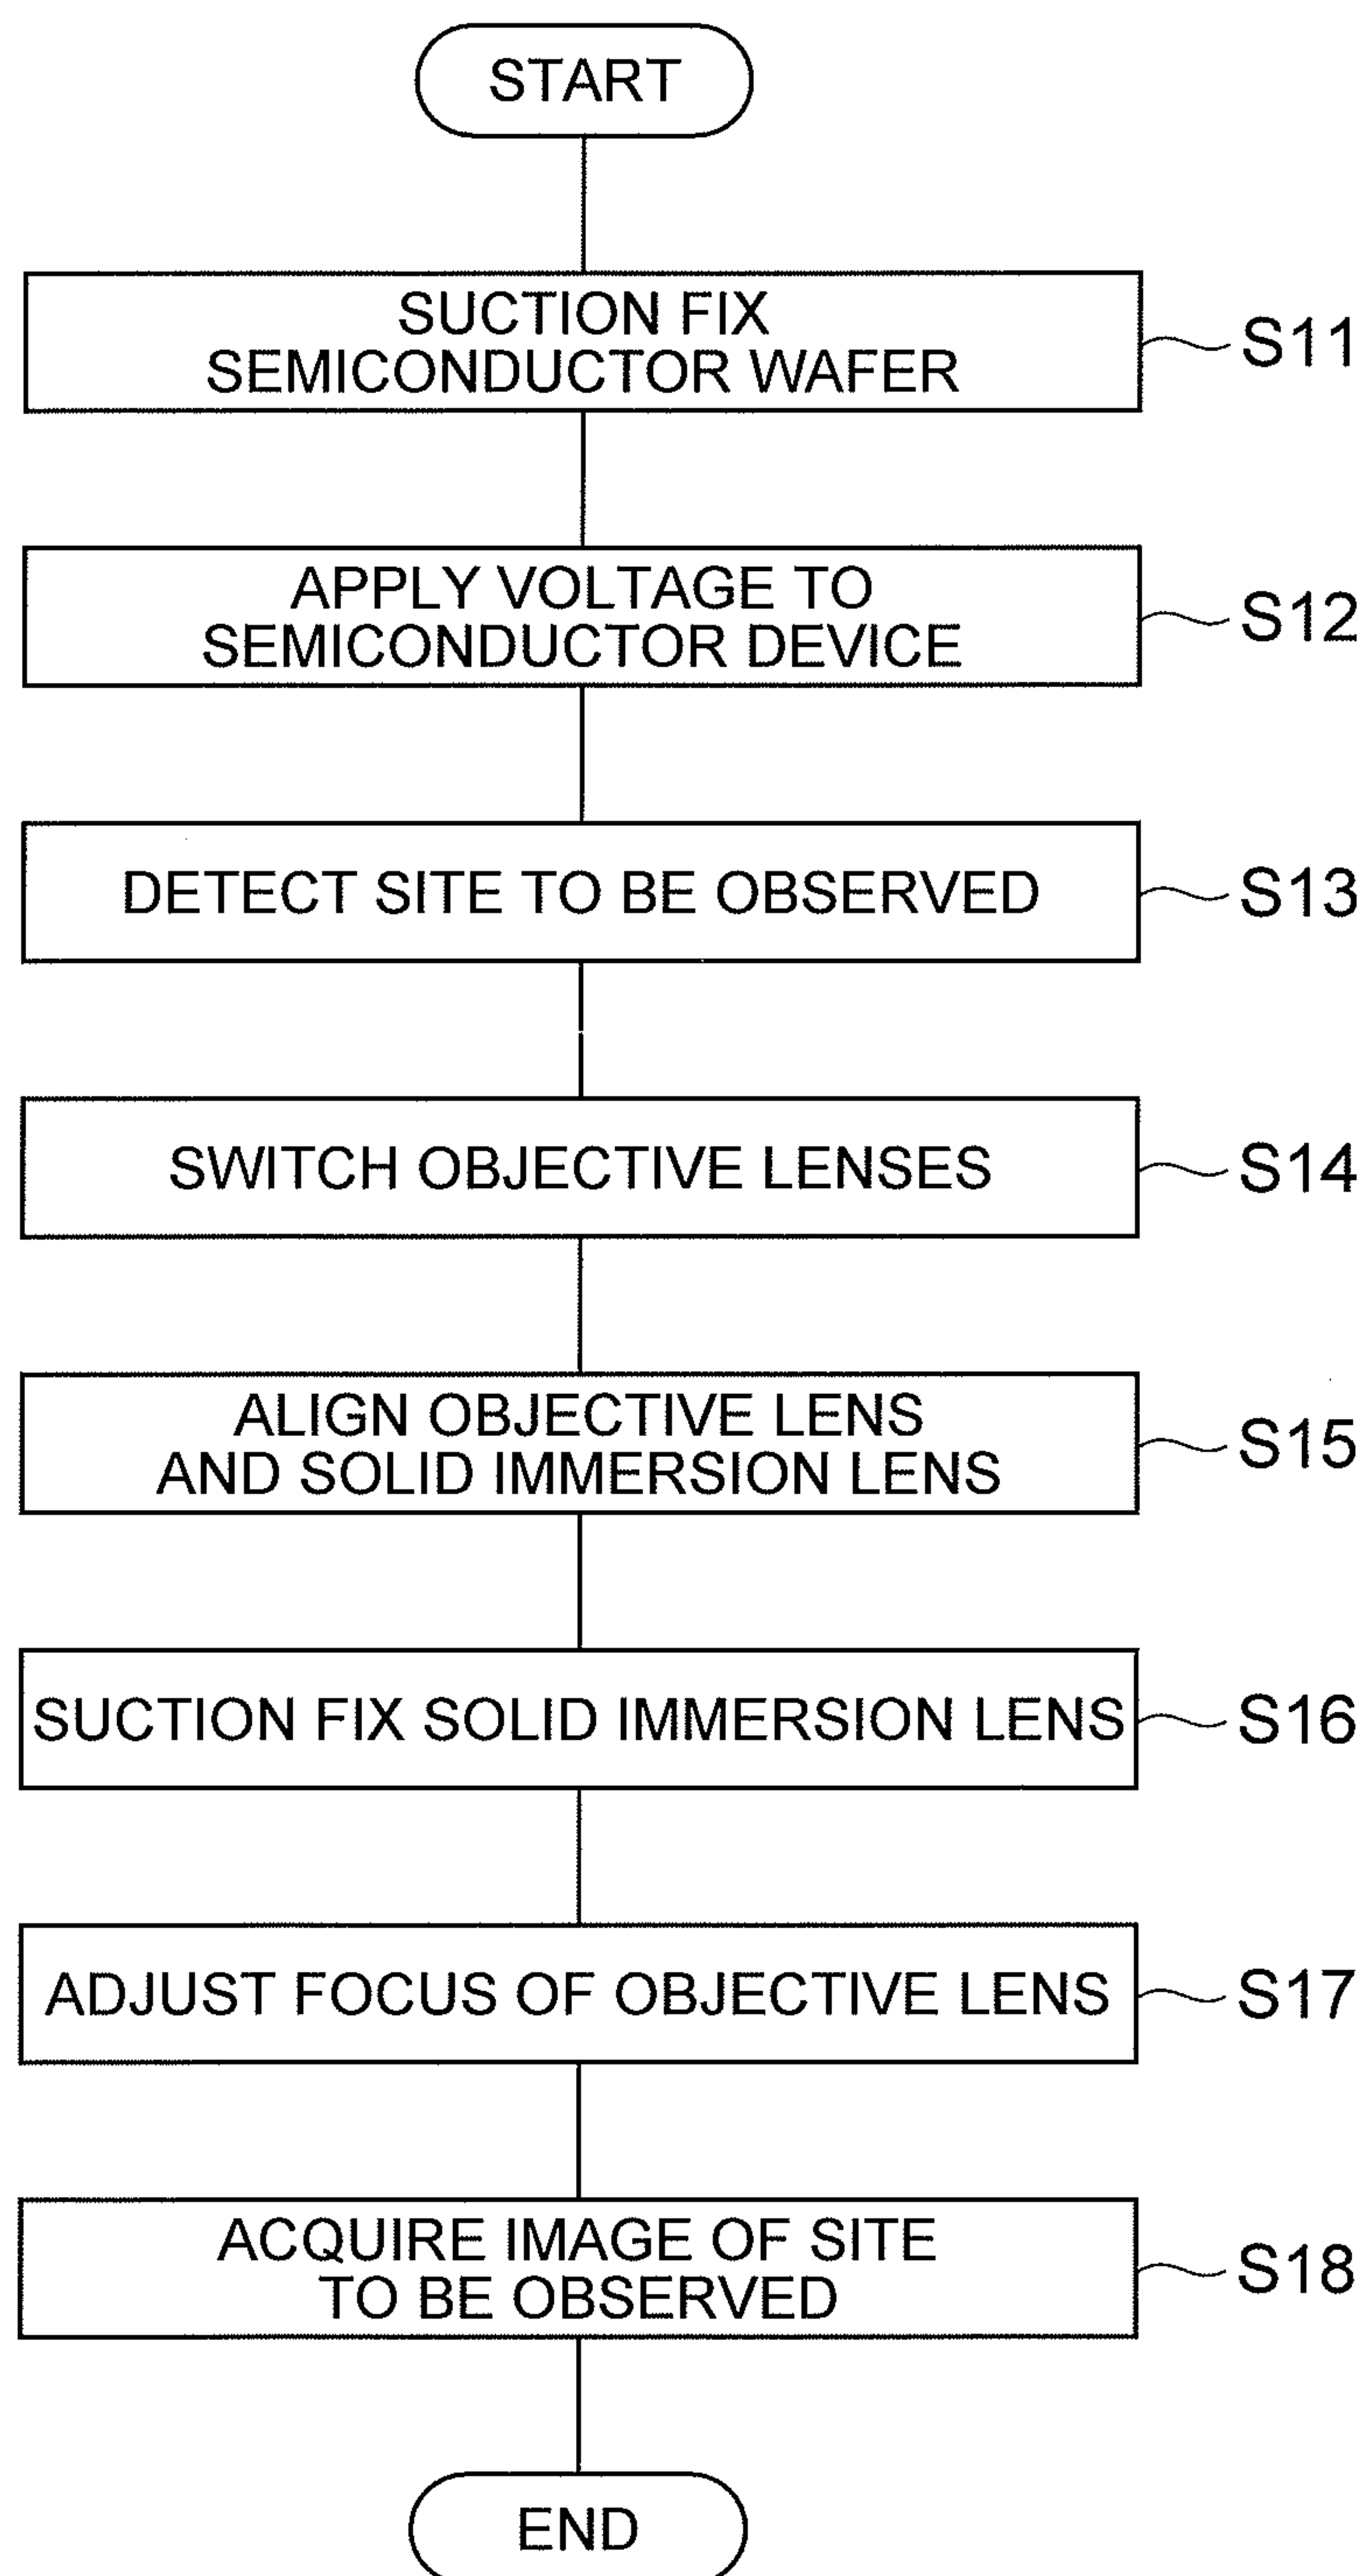 START
SUCTION FIX
SEMICONDUCTOR WAFER
S11
APPLY VOLTAGE TO
SEMICONDUCTOR DEVICE
S12
DETECT SITE TO BE OBSERVED
S13
SWITCH OBJECTIVE LENSES
S14
ALIGN OBJECTIVE LENS
AND SOLID IMMERSION LENS
S15
SUCTION FIX SOLID IMMERSION LENS
S16
ADJUST FOCUS OF OBJECTIVE LENS
S17
ACQUIRE IMAGE OF SITE
TO BE OBSERVED
S18
END